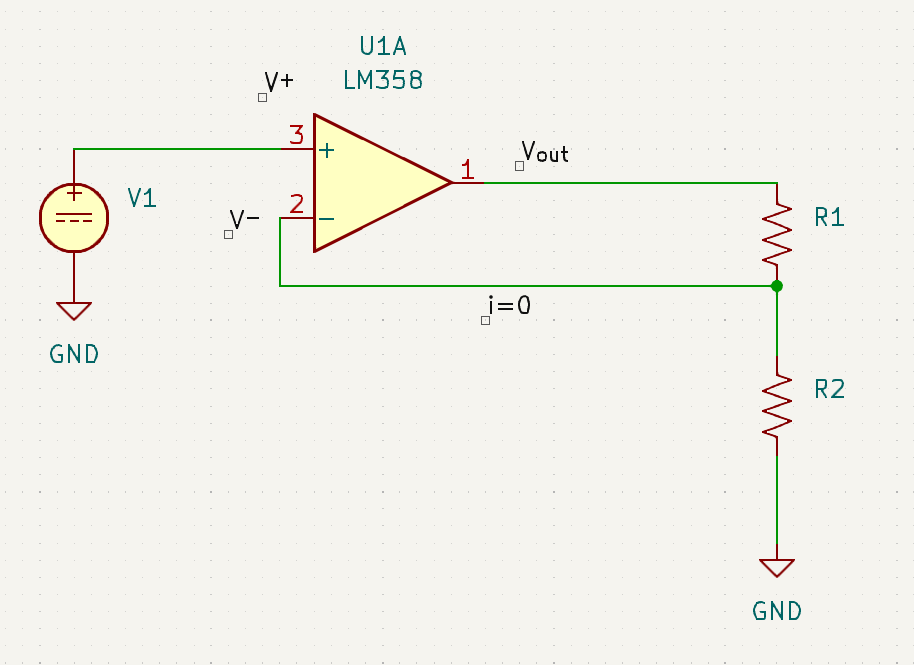 U1A
LM358
V+
3
+
1
Vout
2
V−
−
+
V1
R1
i=0
GND
R2
GND